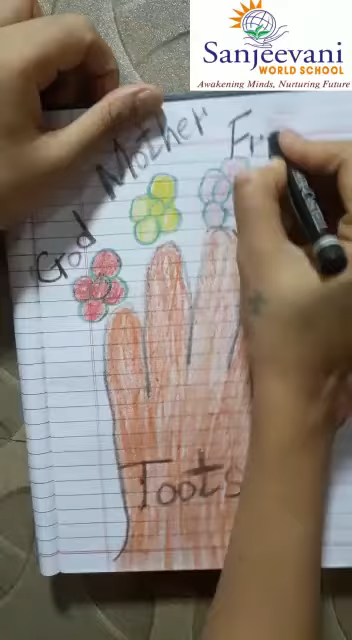 Sanjeevani
WORLD SCHOOL
Awakening Minds, Nurturing Future
God Mother
Fr
Toots